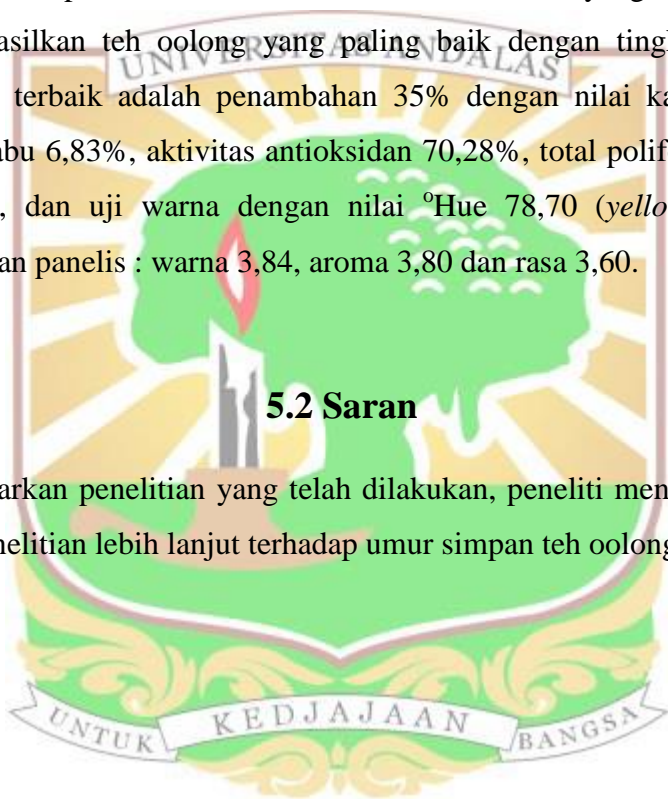 asilkan teh oolong yang paling baik dengan tingk
UNIVERSITAS ANDALAS
terbaik adalah penambahan 35% dengan nilai ka
abu 6,83%, aktivitas antioksidan 70,28%, total polif
, dan uji warna dengan nilai ᵒHue 78,70 (yello
an panelis : warna 3,84, aroma 3,80 dan rasa 3,60.
5.2 Saran
arkan penelitian yang telah dilakukan, peneliti men
nelitian lebih lanjut terhadap umur simpan teh oolong
UNTUK KEDJAJAAN BANGSA